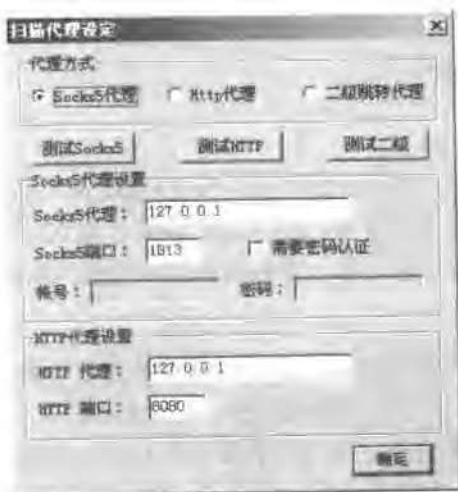 扫描代理设定
代理方式
Socks5代理 Http代理 二级跳转代理
测试Socks5 测试HTTP 测试二级
Socks5代理设置
Socks5代理： 127.0.0.1
Socks5端口： 1813 需要密码认证
帐号： 密码：
HTTP代理设置
HTTP 代理： 127.0.0.1
HTTP 端口： 8080
确定